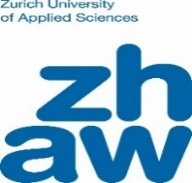 Zurich University
of Applied Sciences
zh
aw